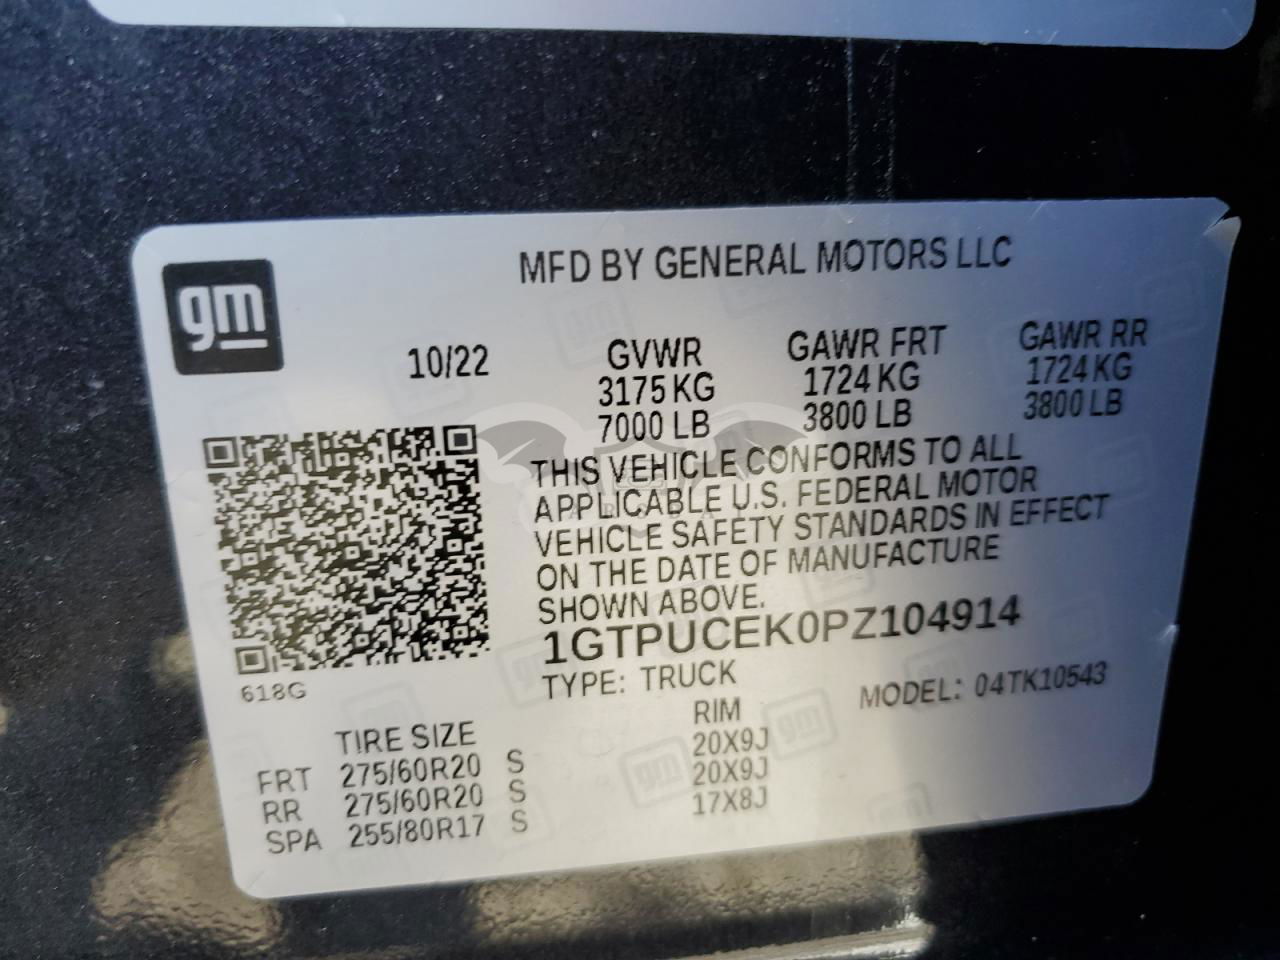 gm
MFD BY GENERAL MOTORS LLC
10/22
GVWR GAWR FRT GAWR RR
3175 KG 1724 KG 1724 KG
7000 LB 3800 LB 3800 LB
THIS VEHICLE CONFORMS TO ALL
APPLICABLE U.S. FEDERAL MOTOR
VEHICLE SAFETY STANDARDS IN EFFECT
ON THE DATE OF MANUFACTURE
SHOWN ABOVE.
1GTPUCEK0PZ104914
TYPE: TRUCK MODEL: 04TK10543
618G
TIRE SIZE RIM
FRT 275/60R20 S 20X9J
RR 275/60R20 S 20X9J
SPA 255/80R17 S 17X8J